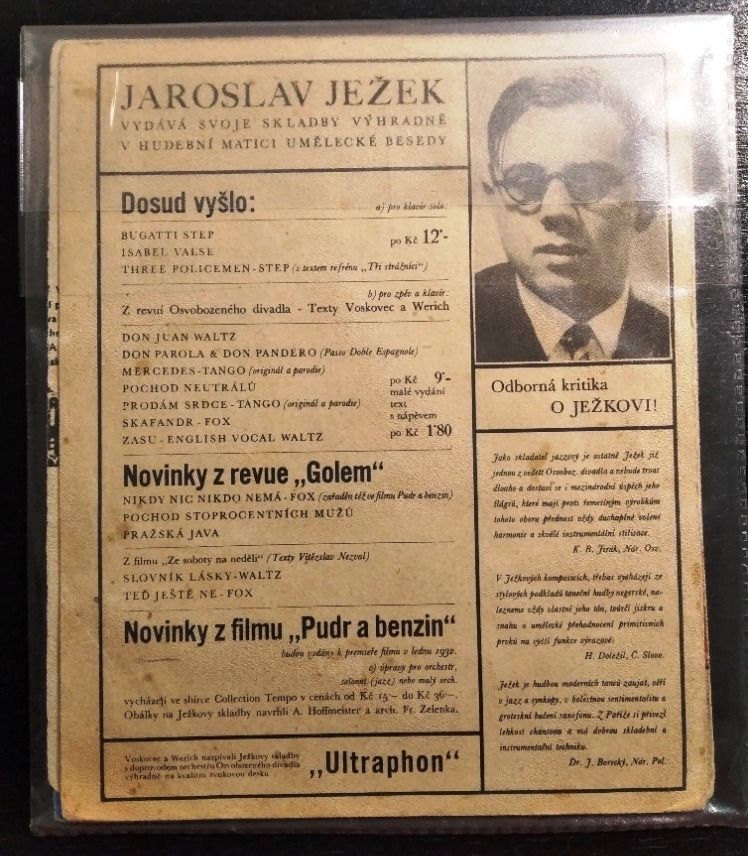 JAROSLAV JEŽEK
VYDÁVÁ SVOJE SKLADBY VÝHRADNĚ
V HUDEBNÍ MATICI UMĚLECKÉ BESEDY
Dosud vyšlo:
a) pro klavír solo:
BUGATTI STEP
po Kč 12·-
ISABEL VALSE
THREE POLICEMEN-STEP (s textem refrénu „Tři strážníci“)
b) pro zpěv a klavír
Z revuí Osvobozeného divadla - Texty Voskovec a Werich
DON JUAN WALTZ
DON PAROLA & DON PANDERO (Passo Doble Espagnole)
MERCEDES-TANGO (originál a parodie)
POCHOD NEUTRÁLŮ
PRODÁM SRDCE-TANGO (originál a parodie)
SKAFANDR-FOX
ZASU-ENGLISH VOCAL WALTZ
po Kč 9·-
malé vydání
text
s nápěvem
po Kč 1·80
Novinky z revue „Golem“
NIKDY NIC NIKDO NEMÁ-FOX (zařaděn též ve filmu Pudr a benzin)
POCHOD STOPROCENTNÍCH MUŽŮ
PRAŽSKÁ JAVA
Z filmu „Ze soboty na neděli“ (Texty Vítězslav Nezval)
SLOVNÍK LÁSKY-WALTZ
TEĎ JEŠTĚ NE-FOX
Novinky z filmu „Pudr a benzin“
budou vydány k premieře filmu v lednu 1932.
úpravy pro orchestr,
salonní (jazz) nebo malý orch.
vycházejí ve sbírce Collection Tempo v cenách od Kč 15·– do Kč 36·–.
Obálky na Ježkovy skladby navrhli A. Hoffmeister a arch. Fr. Zelenka.
Voskovec a Werich nazpívali Ježkovy skladby
s doprovodem orchestru Osvobozeného divadla
výhradně na kvalitní zvukovou desku
„Ultraphon“
Odborná kritika
O JEŽKOVI!
Jako skladatel jazzový je ostatně Ježek již
jednou z vedett Osvoboz. divadla a nebude trvat
dlouho a dostaví se i mezinárodní úspěch jeho
šlágrů, které mají proti řemeslným výrobkům
tohoto oboru přednost vždy duchaplně volené
harmonie a skvělé instrumentální stilisace.
K. B. Jirák, Nár. Osv.
V Ježkových komposicích, třebas vycházejí ze
stylových podkladů taneční hudby negerské, na-
lezneme vždy vlastní jeho tón, tvůrčí jiskru a
snahu o umělecké přehodnocení primitivních
prvků na vyšší funkce výrazové.
H. Doležil, Č. Slovo.
Ježek je hudbou moderních tanců zaujat, věří
v jazz a synkopy, v bolestnou sentimentalitu a
groteskní bučení saxofonu. Z Paříže si přivezl
lehkost chansonu a má dobrou skladební a
instrumentační techniku.
Dr. J. Borecký, Nár. Pol.